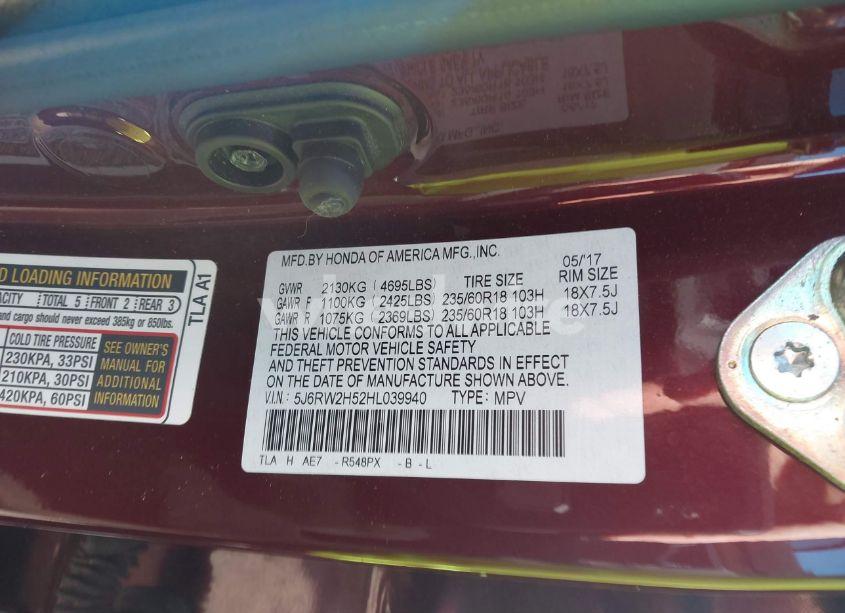 D LOADING INFORMATION
ACITY TOTAL 5 FRONT 2 REAR 3
and cargo should never exceed 385kg or 850lbs.
COLD TIRE PRESSURE
230KPA, 33PSI
210KPA, 30PSI
420KPA, 60PSI
SEE OWNER'S
MANUAL FOR
ADDITIONAL
INFORMATION
TLA A1
MFD.BY HONDA OF AMERICA MFG.,INC. 05/17
GVWR 2130KG ( 4695LBS) TIRE SIZE RIM SIZE
GAWR F 1100KG ( 2425LBS) 235/60R18 103H 18X7.5J
GAWR R 1075KG ( 2369LBS) 235/60R18 103H 18X7.5J
THIS VEHICLE CONFORMS TO ALL APPLICABLE
FEDERAL MOTOR VEHICLE SAFETY
AND THEFT PREVENTION STANDARDS IN EFFECT
ON THE DATE OF MANUFACTURE SHOWN ABOVE.
V.I.N.: 5J6RW2H52HL039940 TYPE: MPV
TLA H AE7 - R548PX - B - L